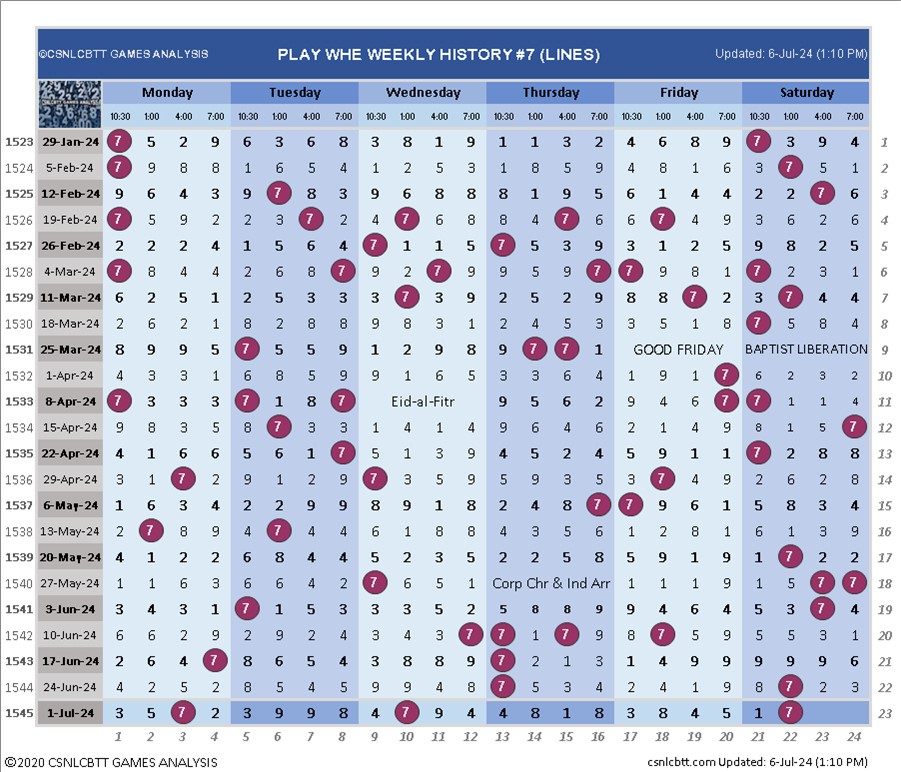 ©CSNLCBTT GAMES ANALYSIS PLAY WHE WEEKLY HISTORY #7 (LINES) Updated: 6-Jul-24 (1:10 PM)
CSNLCBTT GAMES ANALYSIS Monday Tuesday Wednesday Thursday Friday Saturday
10:30 1:00 4:00 7:00 10:30 1:00 4:00 7:00 10:30 1:00 4:00 7:00 10:30 1:00 4:00 7:00 10:30 1:00 4:00 7:00 10:30 1:00 4:00 7:00
1523 29-Jan-24 7 5 2 9 6 3 6 8 3 8 1 9 1 1 3 2 4 6 8 9 7 3 9 4 1
1524 5-Feb-24 7 9 8 8 1 6 5 4 1 2 5 3 1 8 5 9 4 8 1 6 3 7 5 1 2
1525 12-Feb-24 9 6 4 3 9 7 8 3 9 6 8 8 8 1 9 5 6 1 4 4 2 2 7 6 3
1526 19-Feb-24 7 5 9 2 2 3 7 2 4 7 6 8 8 4 7 6 6 7 4 9 3 6 2 6 4
1527 26-Feb-24 2 2 2 4 1 5 6 4 7 1 1 5 7 5 3 9 3 1 2 5 9 8 2 5 5
1528 4-Mar-24 7 8 4 4 2 6 8 7 9 2 7 9 9 5 9 7 7 9 8 1 7 2 3 1 6
1529 11-Mar-24 6 2 5 1 2 5 3 3 3 7 3 9 2 5 2 9 8 8 7 2 3 7 4 4 7
1530 18-Mar-24 2 6 2 1 8 2 8 8 9 8 3 1 2 4 5 3 3 5 1 8 7 5 8 4 8
1531 25-Mar-24 8 9 9 5 7 5 5 9 1 2 9 8 9 7 7 1 GOOD FRIDAY BAPTIST LIBERATION 9
1532 1-Apr-24 4 3 3 1 6 8 5 9 9 1 6 5 3 3 6 4 1 9 1 7 6 2 3 2 10
1533 8-Apr-24 7 3 3 3 7 1 8 7 Eid-al-Fitr 9 5 6 2 9 4 6 7 7 1 1 4 11
1534 15-Apr-24 9 8 3 5 8 7 3 3 1 4 1 4 9 6 4 6 2 1 4 9 8 1 5 7 12
1535 22-Apr-24 4 1 6 6 5 6 1 7 5 1 3 9 4 5 2 4 5 9 1 1 7 2 8 8 13
1536 29-Apr-24 1 3 7 2 9 1 2 9 7 3 5 9 5 9 3 5 3 7 1 4 2 6 2 8 14
1537 6-May-24 1 6 3 4 2 2 9 9 8 9 1 8 2 4 8 7 7 9 6 1 5 8 3 4 15
1538 13-May-24 2 7 8 9 6 7 4 4 6 1 8 8 4 3 5 6 1 2 8 1 6 1 3 9 16
1539 20-May-24 4 1 2 2 6 8 4 4 5 2 3 5 2 2 5 8 5 9 1 9 1 7 2 2 17
1540 27-May-24 1 1 6 3 6 6 4 2 7 6 5 1 Corp Chr & Ind Arr 1 1 1 9 1 5 7 7 18
1541 3-Jun-24 3 4 3 1 7 1 5 3 3 3 5 2 5 8 8 9 9 4 6 4 5 3 7 4 19
1542 10-Jun-24 6 6 2 9 2 9 2 4 3 4 3 7 7 1 7 9 8 7 5 9 5 5 3 1 20
1543 17-Jun-24 2 6 4 7 8 6 5 4 3 8 8 9 7 2 1 3 1 4 9 9 9 9 9 6 21
1544 24-Jun-24 4 2 5 2 8 5 4 5 9 9 4 8 7 5 3 4 2 4 1 9 8 7 2 3 22
1545 1-Jul-24 3 5 7 2 3 9 9 8 4 7 9 4 4 8 1 8 3 8 4 5 1 7 23
1 2 3 4 5 6 7 8 9 10 11 12 13 14 15 16 17 18 19 20 21 22 23 24
©2020 CSNLCBTT GAMES ANALYSIS csnlcbtt.com Updated: 6-Jul-24 (1:10 PM)